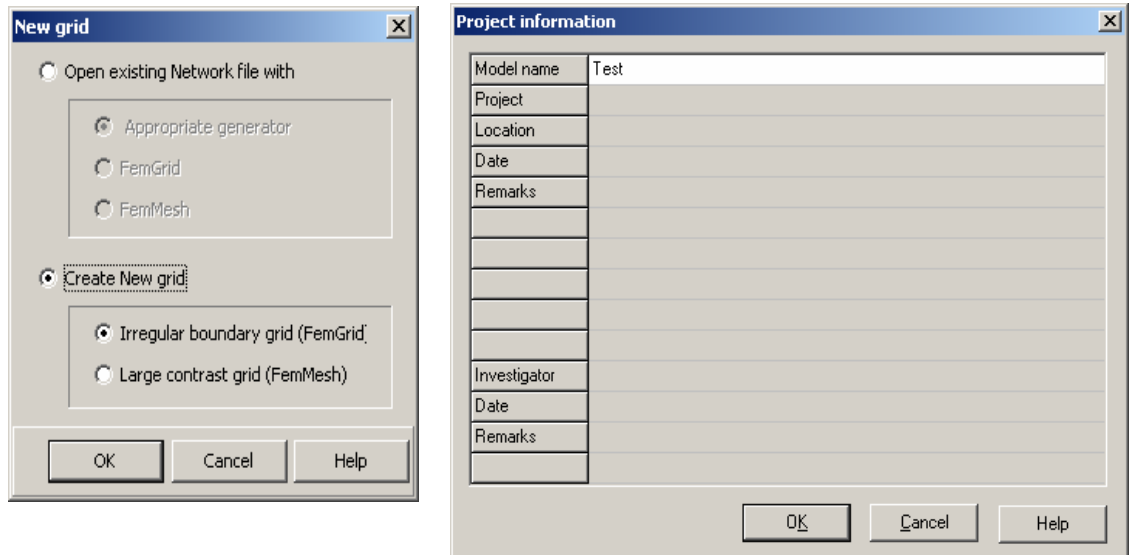 New grid
Open existing Network file with
Appropriate generator
FemGrid
FemMesh
Create New grid
Irregular boundary grid (FemGrid)
Large contrast grid (FemMesh)
OK Cancel Help
Project information
Model name Test
Project
Location
Date
Remarks
Investigator
Date
Remarks
OK Cancel Help